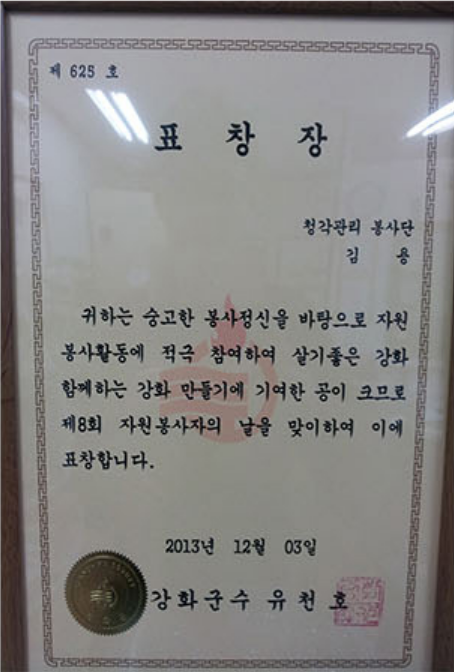 제 625 호
표 창 장
청각관리 봉사단
김 용
귀하는 숭고한 봉사정신을 바탕으로 자원
봉사활동에 적극 참여하여 살기좋은 강화
함께하는 강화 만들기에 기여한 공이 크므로
제8회 자원봉사자의 날을 맞이하여 이에
표창합니다.
2013년 12월 03일
강화군수 유천호